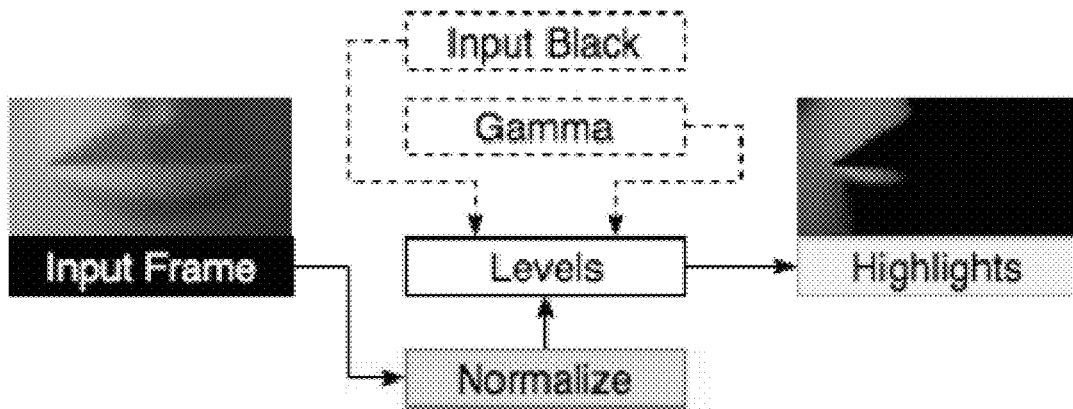 Input Black
Gamma
Input Frame
Levels
Highlights
Normalize